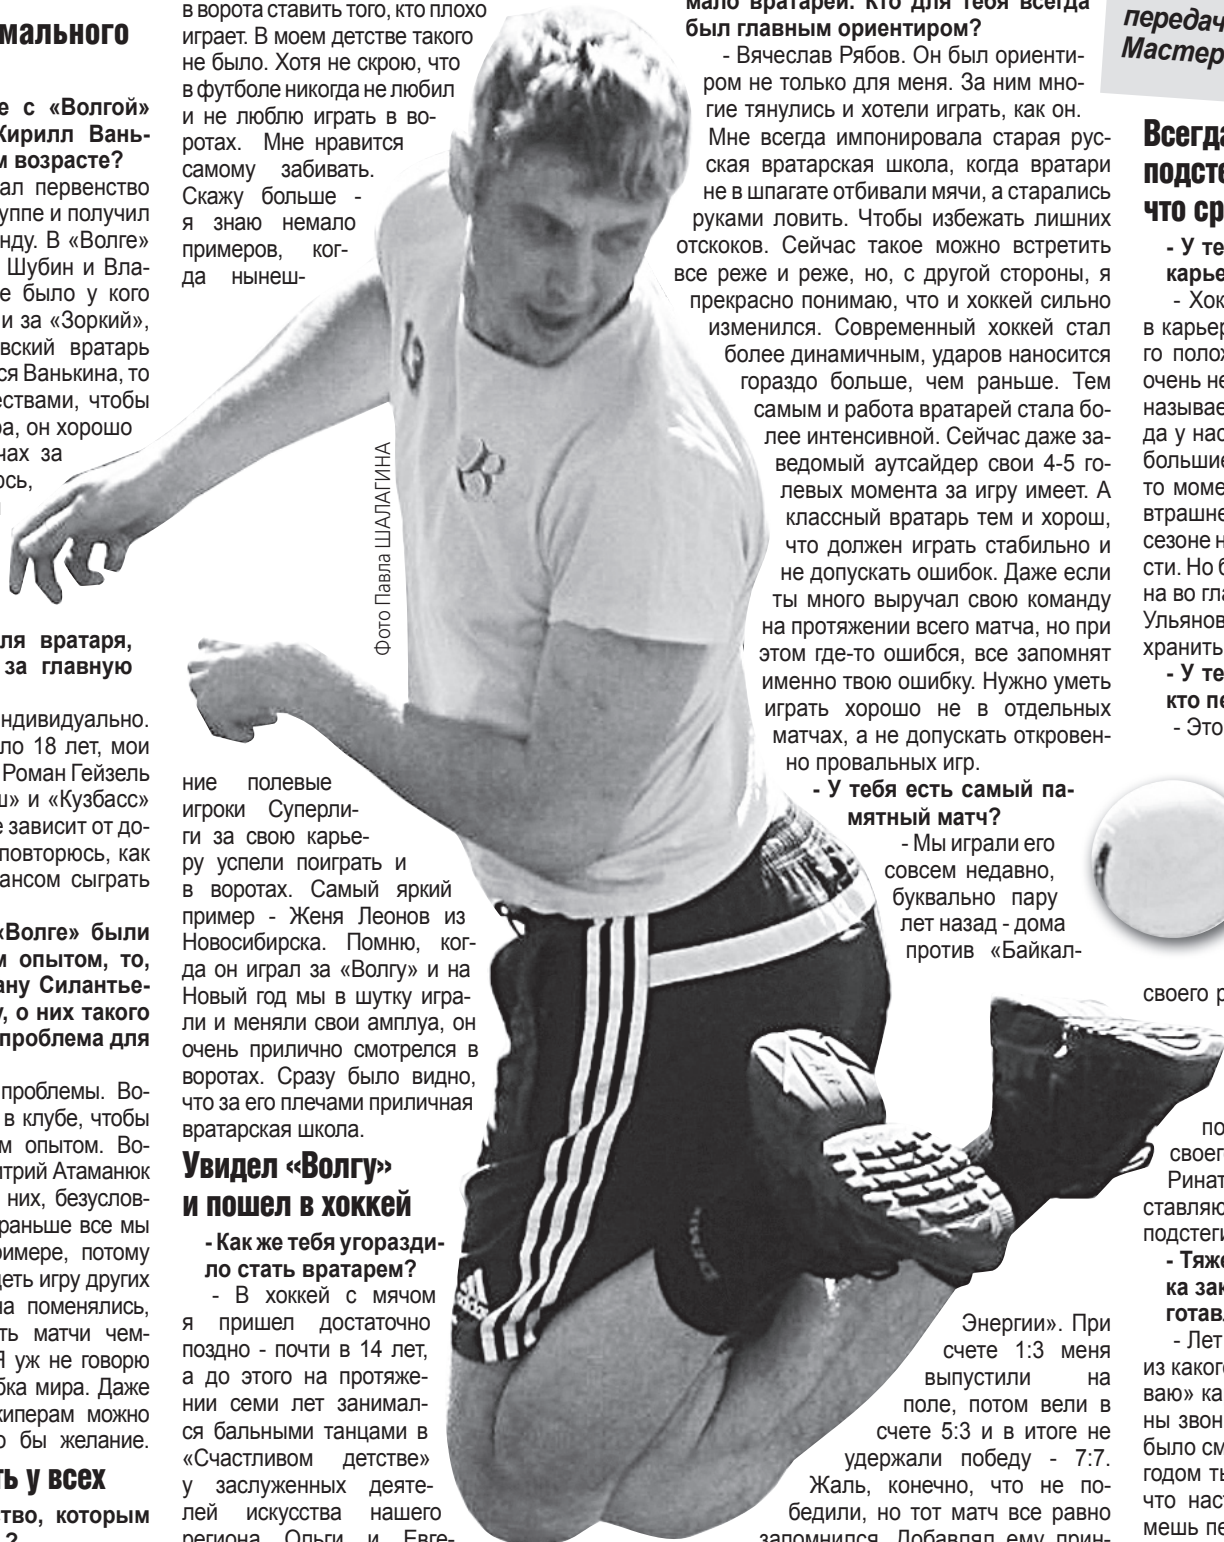 мального
е с «Волгой»
Кирилл Вань-
м возрасте?
ал первенство
уппе и получил
нду. В «Волге»
Шубин и Вла-
е было у кого
и за «Зоркий»,
вский вратарь
ся Ванькина, то
ествами, чтобы
ра, он хорошо
чах за
ось,
ля вратаря,
за главную
ндивидуально.
ло 18 лет, мои
Роман Гейзель
ш» и «Кузбасс»
е зависит от до-
повторюсь, как
ансом сыграть
«Волге» были
м опытом, то,
ану Силантье-
у, о них такого
проблема для
проблемы. Во-
в клубе, чтобы
м опытом. Во-
итрий Атаманюк
них, безуслов-
раньше все мы
римере, потому
деть игру других
на поменялись,
ть матчи чем-
Я уж не говорю
бка мира. Даже
киперам можно
о бы желание.
ть у всех
тво, которым
?
в ворота ставить того, кто плохо
играет. В моем детстве такого
не было. Хотя не скрою, что
в футболе никогда не любил
и не люблю играть в во-
ротах. Мне нравится
самому забивать.
Скажу больше -
я знаю немало
примеров, ког-
да нынеш-
Фото Павла ШАЛАГИНА
ние полевые
игроки Суперли-
ги за свою карье-
ру успели поиграть и
в воротах. Самый яркий
пример - Женя Леонов из
Новосибирска. Помню, ког-
да он играл за «Волгу» и на
Новый год мы в шутку игра-
ли и меняли свои амплуа, он
очень прилично смотрелся в
воротах. Сразу было видно,
что за его плечами приличная
вратарская школа.
Увидел «Волгу»
и пошел в хоккей
- Как же тебя угоразди-
ло стать вратарем?
- В хоккей с мячом
я пришел достаточно
поздно - почти в 14 лет,
а до этого на протяже-
нии семи лет занимал-
ся бальными танцами в
«Счастливом детстве»
у заслуженных деяте-
лей искусства нашего
региона Ольги и Евге-
adidas
мало вратарей. Кто для тебя всегда
был главным ориентиром?
- Вячеслав Рябов. Он был ориенти-
ром не только для меня. За ним мно-
гие тянулись и хотели играть, как он.
Мне всегда импонировала старая рус-
ская вратарская школа, когда вратари
не в шпагате отбивали мячи, а старались
руками ловить. Чтобы избежать лишних
отскоков. Сейчас такое можно встретить
все реже и реже, но, с другой стороны, я
прекрасно понимаю, что и хоккей сильно
изменился. Современный хоккей стал
более динамичным, ударов наносится
гораздо больше, чем раньше. Тем
самым и работа вратарей стала бо-
лее интенсивной. Сейчас даже за-
ведомый аутсайдер свои 4-5 го-
левых момента за игру имеет. А
классный вратарь тем и хорош,
что должен играть стабильно и
не допускать ошибок. Даже если
ты много выручал свою команду
на протяжении всего матча, но при
этом где-то ошибся, все запомнят
именно твою ошибку. Нужно уметь
играть хорошо не в отдельных
матчах, а не допускать откровен-
но провальных игр.
- У тебя есть самый па-
мятный матч?
- Мы играли его
совсем недавно,
буквально пару
лет назад - дома
против «Байкал-
Энергии». При
счете 1:3 меня
выпустили на
поле, потом вели в
счете 5:3 и в итоге не
удержали победу - 7:7.
Жаль, конечно, что не по-
бедили, но тот матч все равно
запомнился. Добавлял ему прин-
передач
Мастер
Всегда
подсте
что ср
- У те
карье
- Хок
в карьер
го полож
очень не
называе
да у нас
большие
то моме
втрашне
сезоне н
сти. Но б
на во гла
Ульянов
хранить
- У те
кто пе
- Это
своего р
по
своего
Ринат
ставляю
подстеги
- Тяже
ка зак
готавл
- Лет
из какого
ваю» ка
ны звон
было см
годом ты
что наст
мешь пе